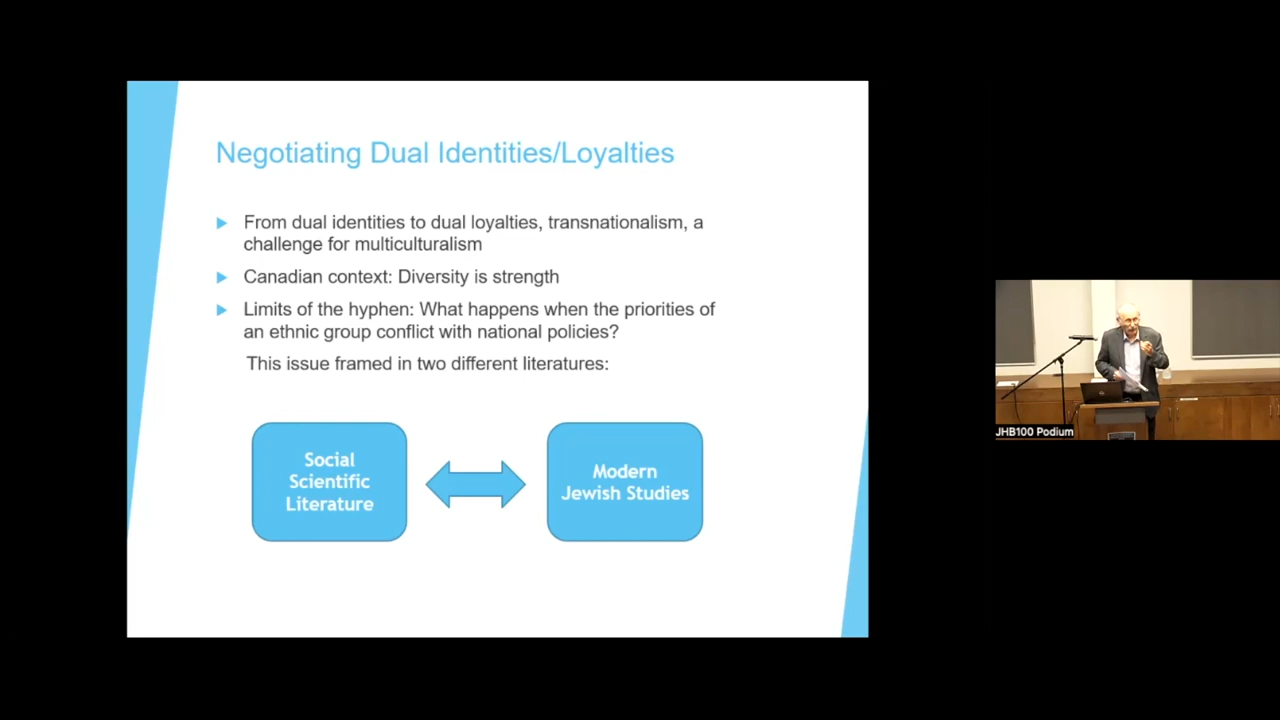 Negotiating Dual Identities/Loyalties
From dual identities to dual loyalties, transnationalism, a
challenge for multiculturalism
Canadian context: Diversity is strength
Limits of the hyphen: What happens when the priorities of
an ethnic group conflict with national policies?
This issue framed in two different literatures:
Social
Scientific
Literature
Modern
Jewish Studies
JHB100 Podium